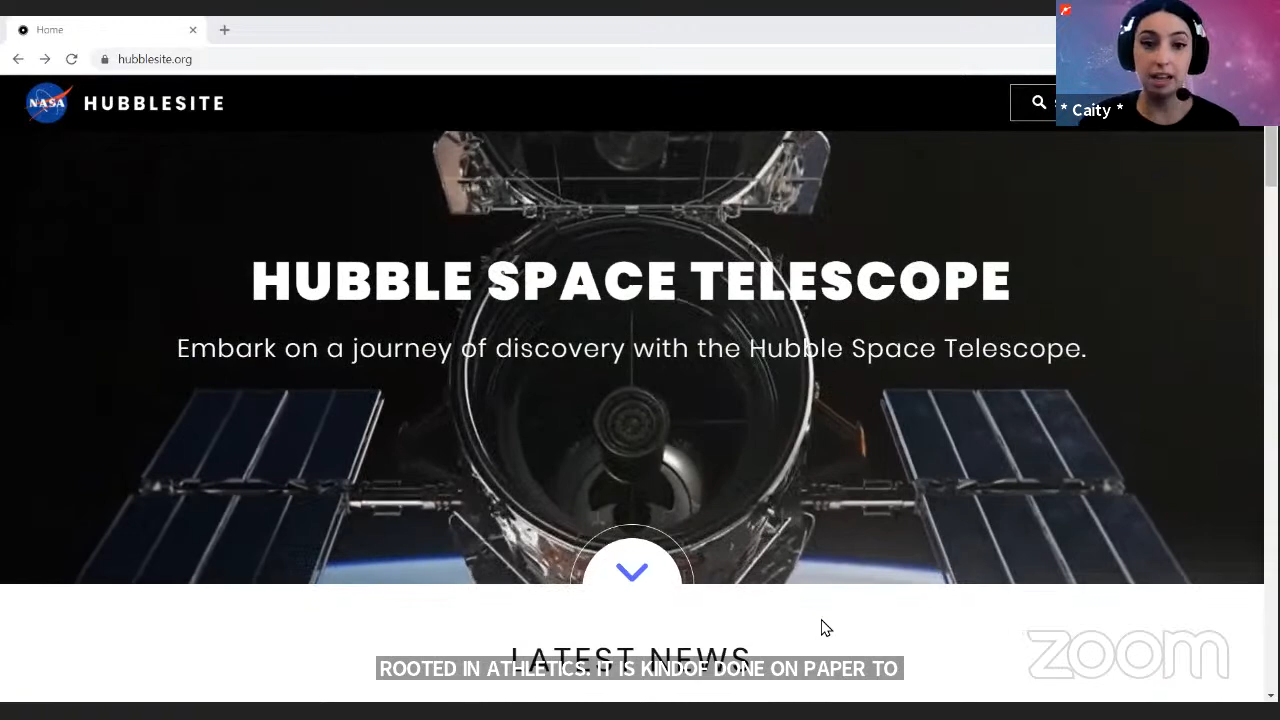 Home
hubblesite.org
NASA HUBBLESITE
* Caity *
HUBBLE SPACE TELESCOPE
Embark on a journey of discovery with the Hubble Space Telescope.
LATEST NEWS
ROOTED IN ATHLETICS. IT IS KINDOF DONE ON PAPER TO
zoom